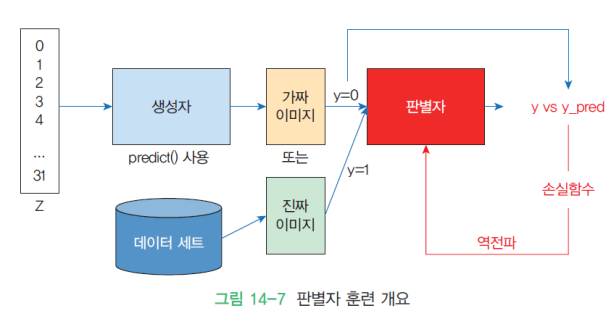 0
1
2
3
4
...
31
Z
생성자
predict() 사용
가짜
이미지
또는
진짜
이미지
데이터 세트
y=0
y=1
판별자
y vs y_pred
손실함수
역전파
그림 14-7 판별자 훈련 개요